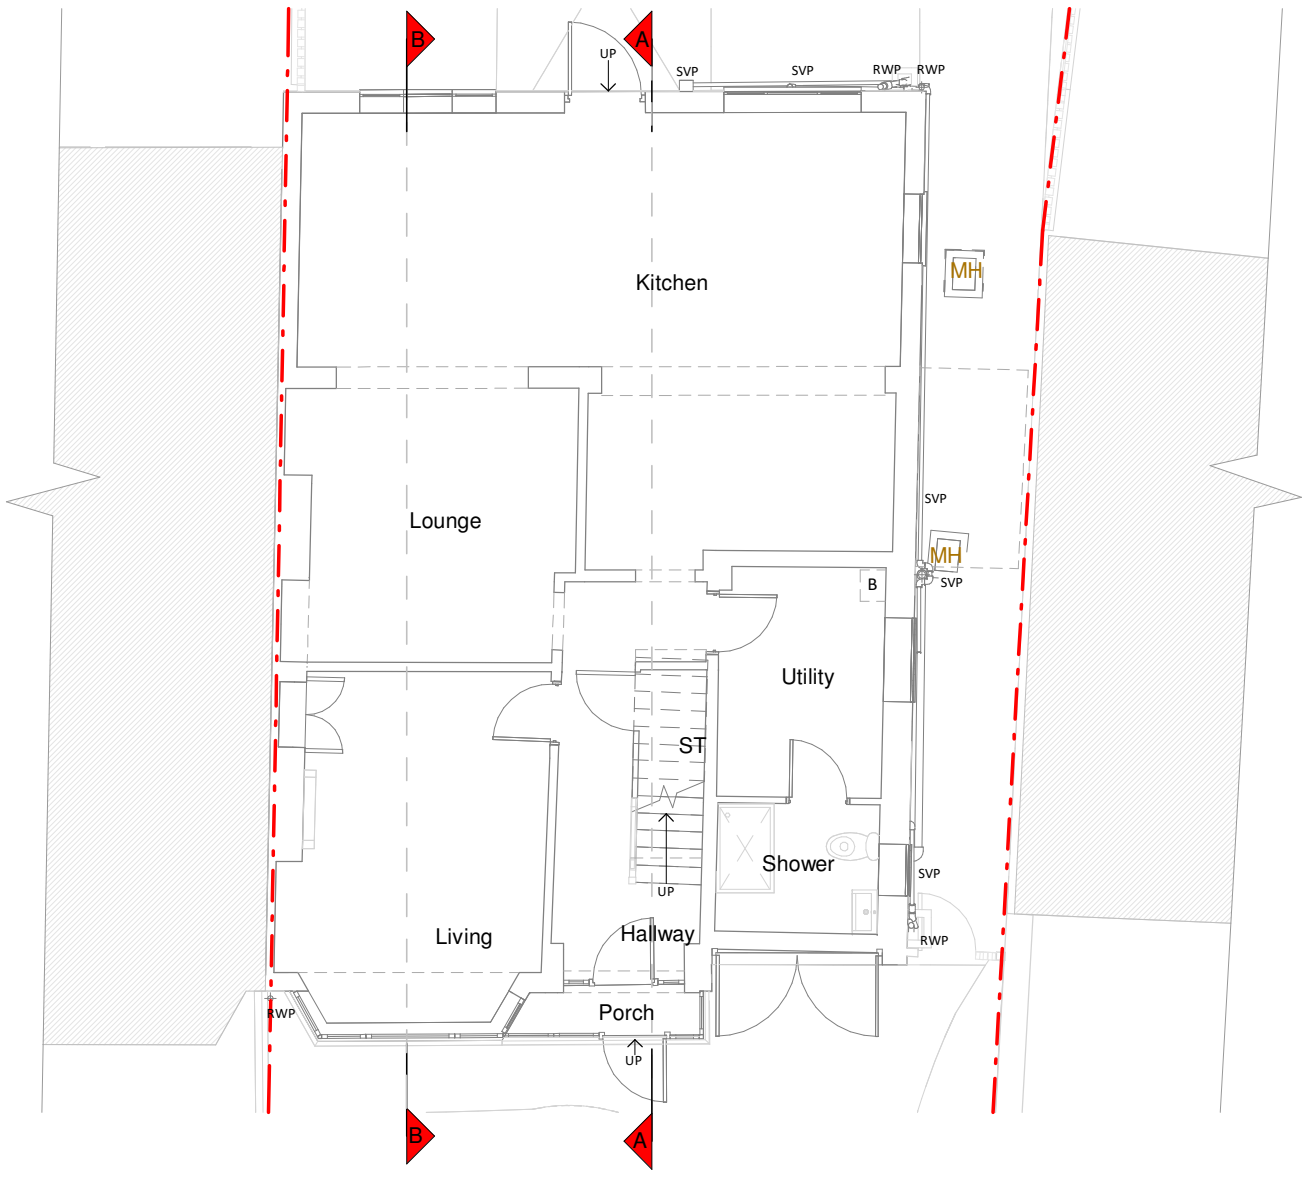 B
A
UP
SVP
SVP
RWP
RWP
MH
Kitchen
SVP
Lounge
MH
SVP
B
Utility
ST
Shower
SVP
UP
Living
Hallway
RWP
RWP
Porch
UP
B
A